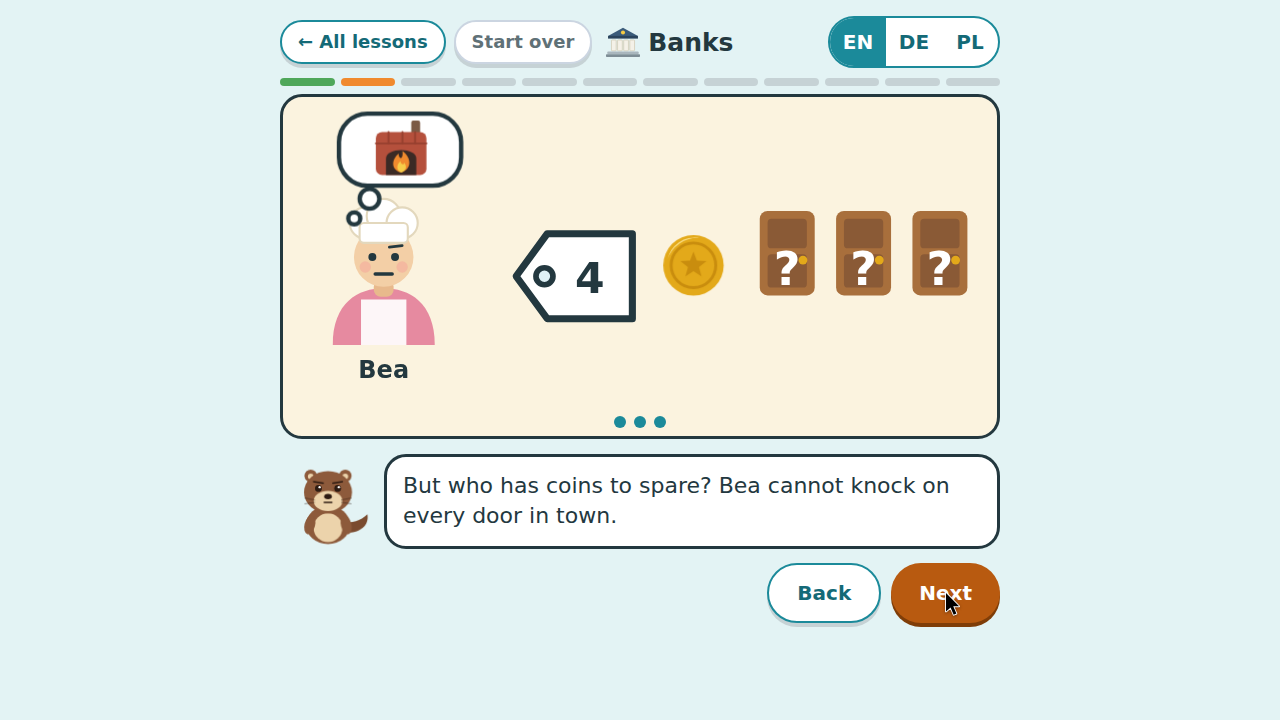 ← All lessons
Start over
Banks
EN DE PL
4
? ? ?
Bea
But who has coins to spare? Bea cannot knock on
every door in town.
Back
Next